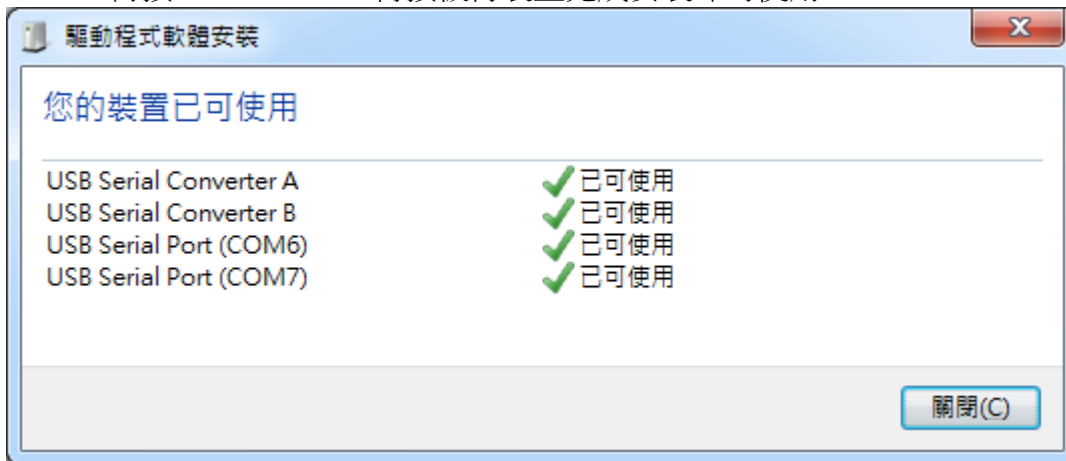 驅動程式軟體安裝
您的裝置已可使用
USB Serial Converter A 已可使用
USB Serial Converter B 已可使用
USB Serial Port (COM6) 已可使用
USB Serial Port (COM7) 已可使用
關閉(C)